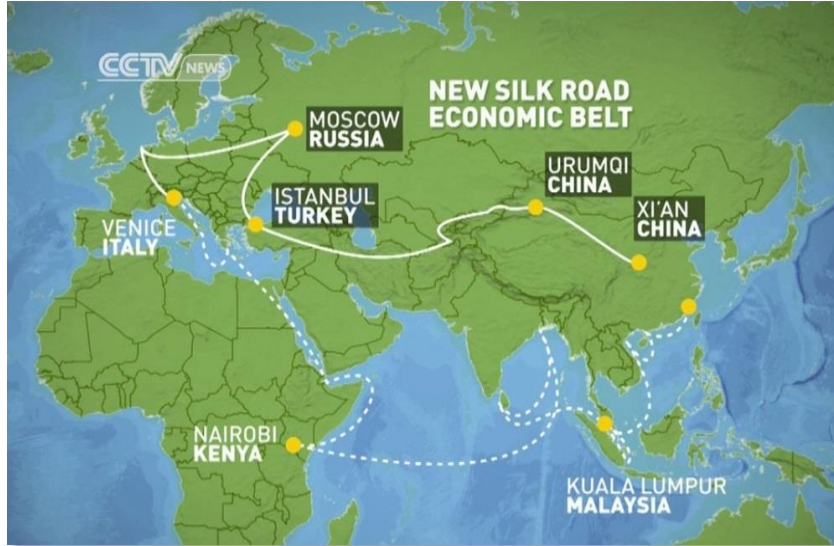 CCTV NEWS
NEW SILK ROAD
ECONOMIC BELT
MOSCOW
RUSSIA
URUMQI
CHINA
ISTANBUL
TURKEY
XI'AN
CHINA
VENICE
ITALY
NAIROBI
KENYA
KUALA LUMPUR
MALAYSIA